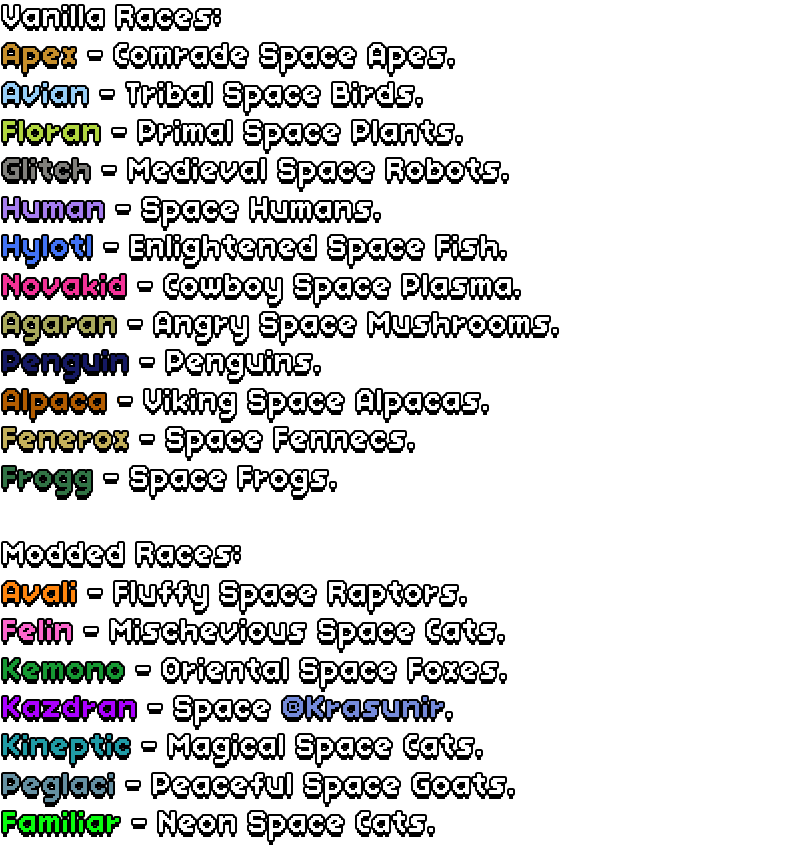 Vanilla Races:
Apex - Comrade Space Apes.
Avian - Tribal Space Birds.
Floran - Primal Space Plants.
Glitch - Medieval Space Robots.
Human - Space Humans.
Hylotl - Enlightened Space Fish.
Novakid - Cowboy Space Plasma.
Agaran - Angry Space Mushrooms.
Penguin - Penguins.
Alpaca - Viking Space Alpacas.
Fenerox - Space Fennecs.
Frogg - Space Frogs.
Modded Races:
Avali - Fluffy Space Raptors.
Felin - Mischevious Space Cats.
Kemono - Oriental Space Foxes.
Kazdran - Space @Krasunir.
Kineptic - Magical Space Cats.
Peglaci - Peaceful Space Goats.
Familiar - Neon Space Cats.